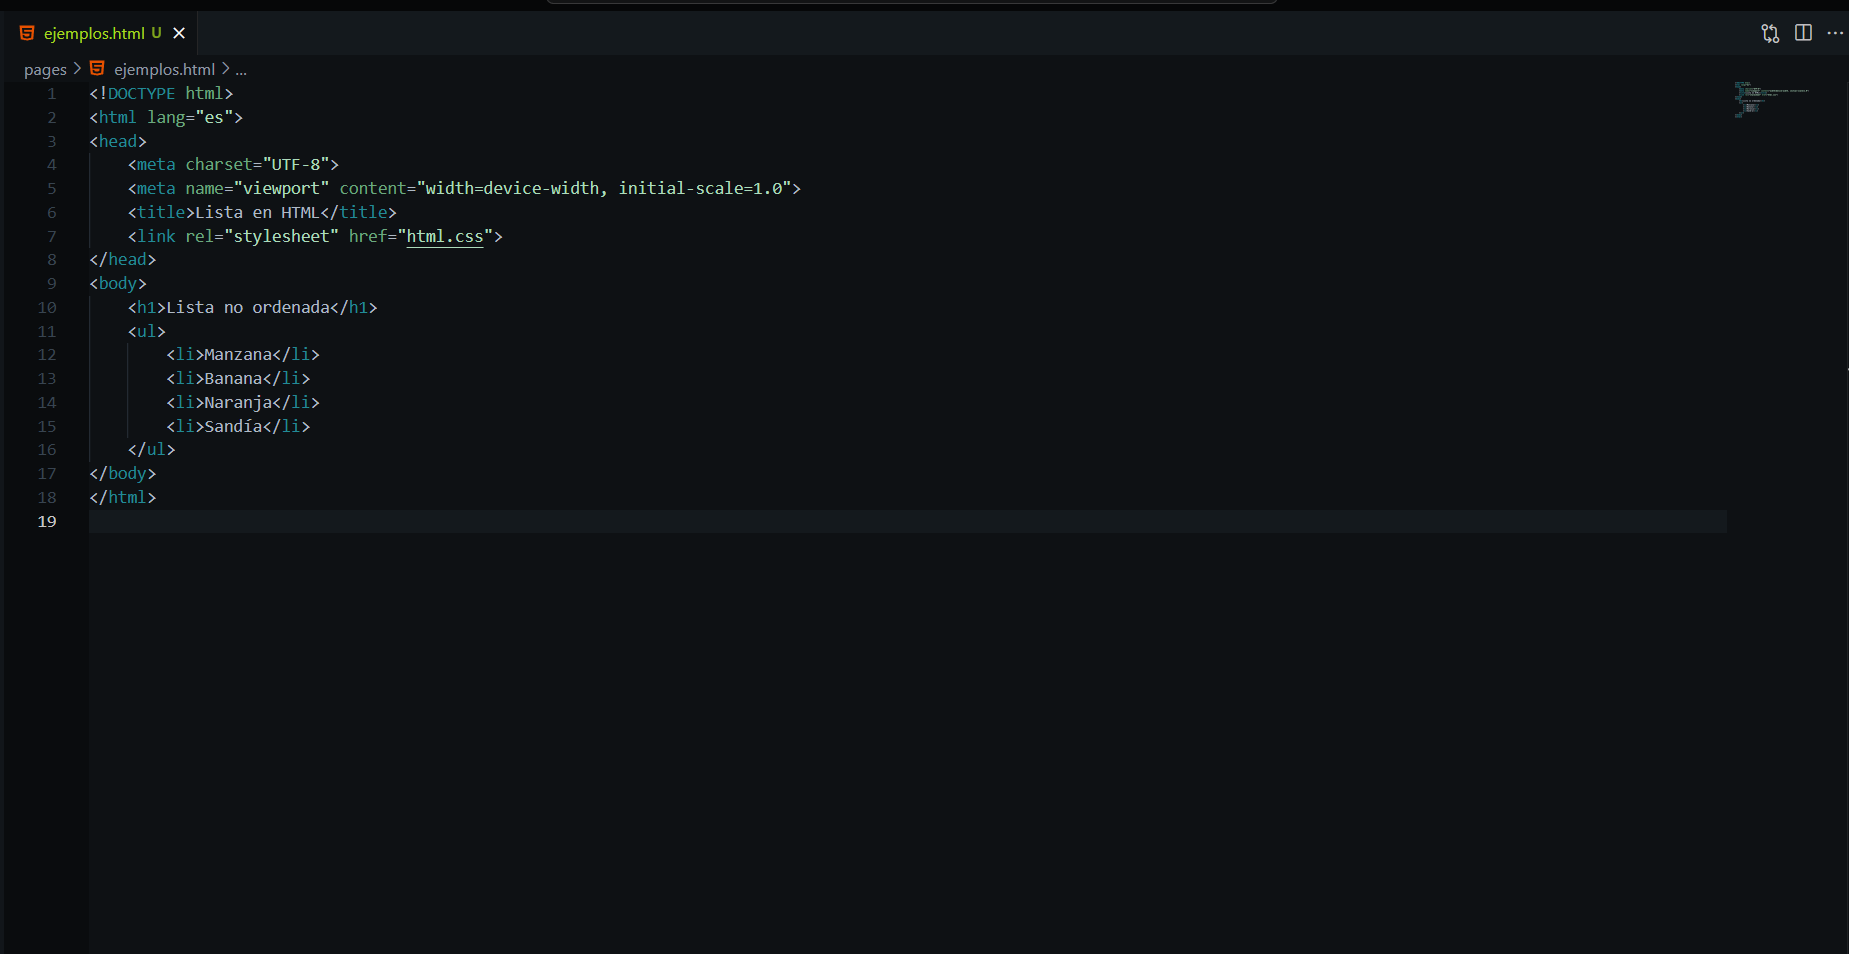 ejemplos.html U
pages > ejemplos.html > ...
1 <!DOCTYPE html>
2 <html lang="es">
3 <head>
4     <meta charset="UTF-8">
5     <meta name="viewport" content="width=device-width, initial-scale=1.0">
6     <title>Lista en HTML</title>
7     <link rel="stylesheet" href="html.css">
8 </head>
9 <body>
10     <h1>Lista no ordenada</h1>
11     <ul>
12         <li>Manzana</li>
13         <li>Banana</li>
14         <li>Naranja</li>
15         <li>Sandía</li>
16     </ul>
17 </body>
18 </html>
19